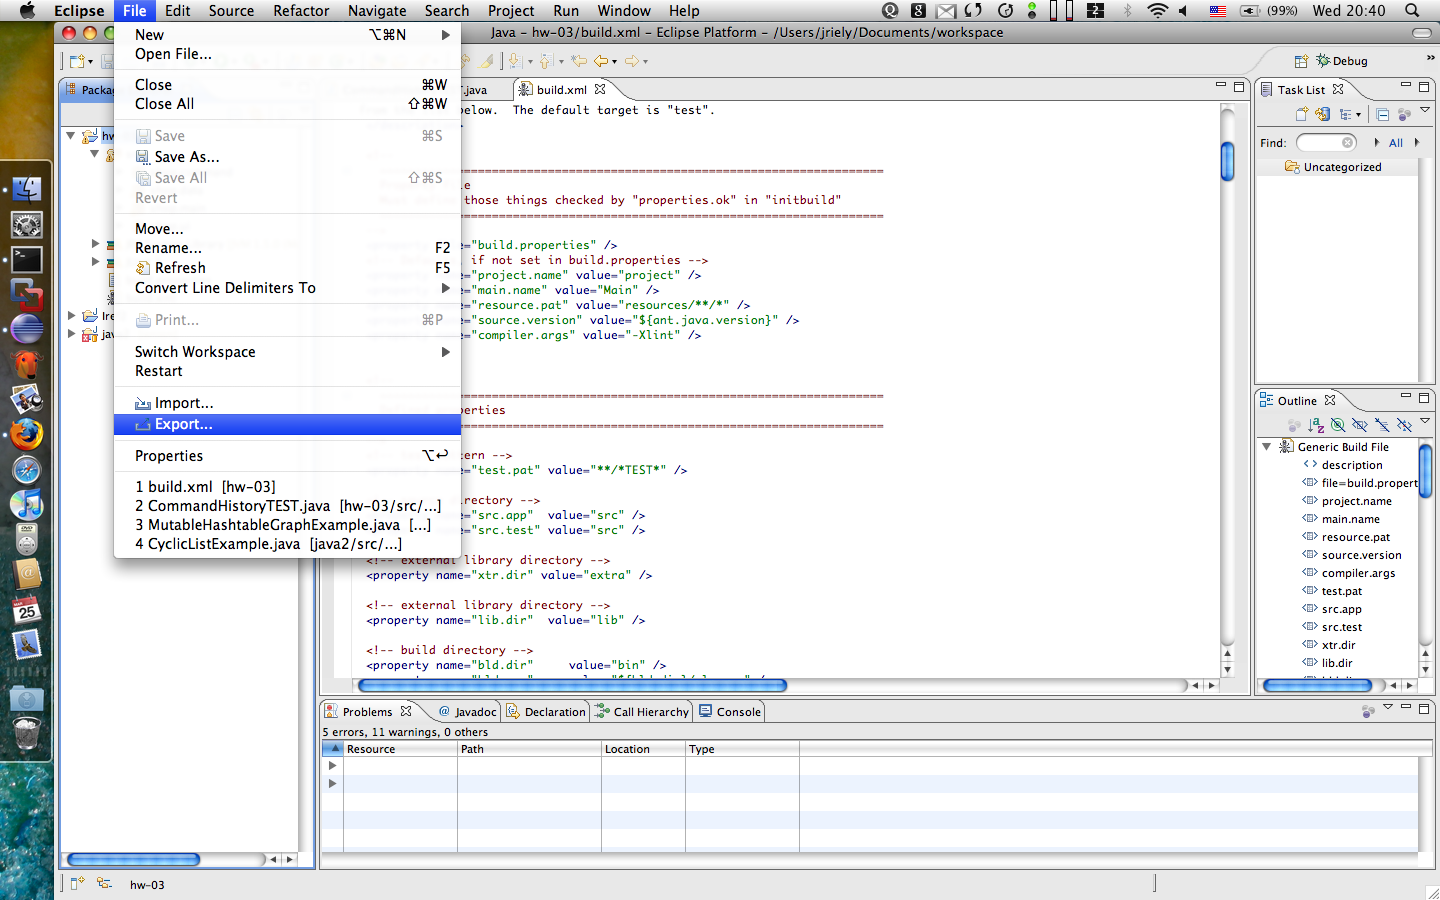 Eclipse File Edit Source Refactor Navigate Search Project Run Window Help (99%) Wed 20:40
Java – hw-03/build.xml – Eclipse Platform – /Users/jriely/Documents/workspace
New ⌥⌘N
Open File...
Close ⌘W
Close All ⇧⌘W
Save ⌘S
Save As...
Save All ⇧⌘S
Revert
Move...
Rename... F2
Refresh F5
Convert Line Delimiters To
Print... ⌘P
Switch Workspace
Restart
Import...
Export...
Properties ⌥↩
1 build.xml [hw-03]
2 CommandHistoryTEST.java [hw-03/src/...]
3 MutableHashtableGraphExample.java [...]
4 CyclicListExample.java [java2/src/...]
Packa
hw
Ire
jav
.java build.xml
elow. The default target is "test".
le
those things checked by "properties.ok" in "initbuild"
e="build.properties" />
if not set in build.properties -->
e="project.name" value="project" />
e="main.name" value="Main" />
e="resource.pat" value="resources/**/*" />
e="source.version" value="${ant.java.version}" />
e="compiler.args" value="-Xlint" />
erties
tern -->
e="test.pat" value="**/*TEST*" />
rectory -->
e="src.app" value="src" />
e="src.test" value="src" />
<!-- external library directory -->
<property name="xtr.dir" value="extra" />
<!-- external library directory -->
<property name="lib.dir" value="lib" />
<!-- build directory -->
<property name="bld.dir" value="bin" />
Debug
Task List
Find: All
Uncategorized
Outline
Generic Build File
description
file=build.propert
project.name
main.name
resource.pat
source.version
compiler.args
test.pat
src.app
src.test
xtr.dir
lib.dir
Problems Javadoc Declaration Call Hierarchy Console
5 errors, 11 warnings, 0 others
Resource Path Location Type
hw-03
25